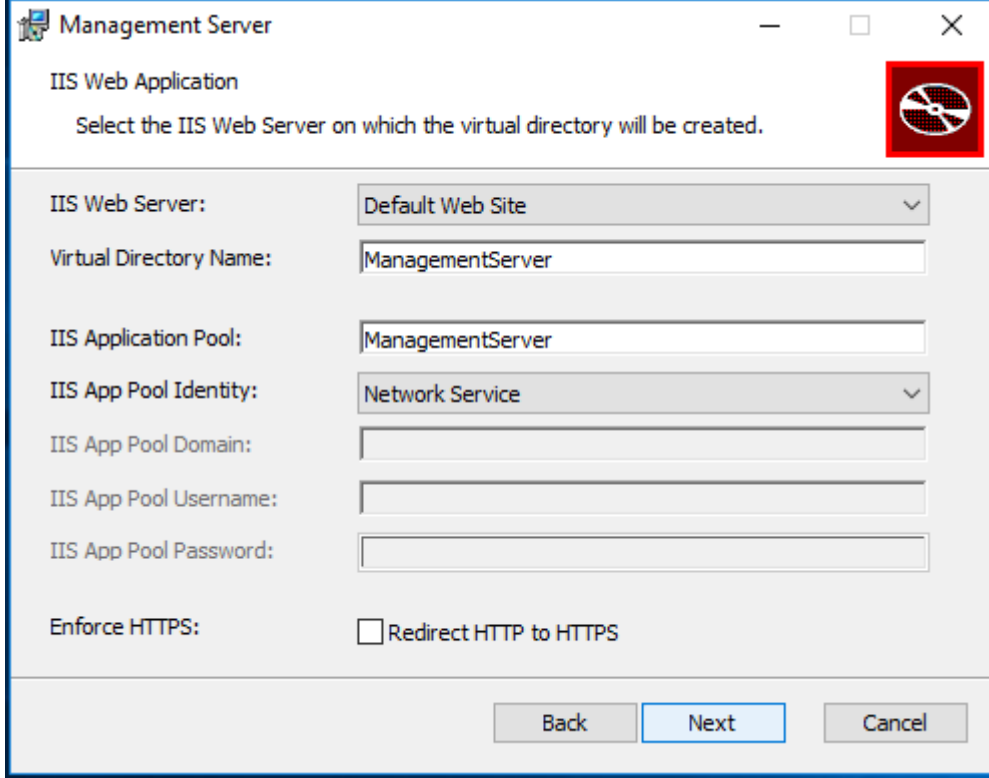 Management Server
IIS Web Application
Select the IIS Web Server on which the virtual directory will be created.
IIS Web Server: Default Web Site
Virtual Directory Name: ManagementServer
IIS Application Pool: ManagementServer
IIS App Pool Identity: Network Service
IIS App Pool Domain:
IIS App Pool Username:
IIS App Pool Password:
Enforce HTTPS: Redirect HTTP to HTTPS
Back Next Cancel